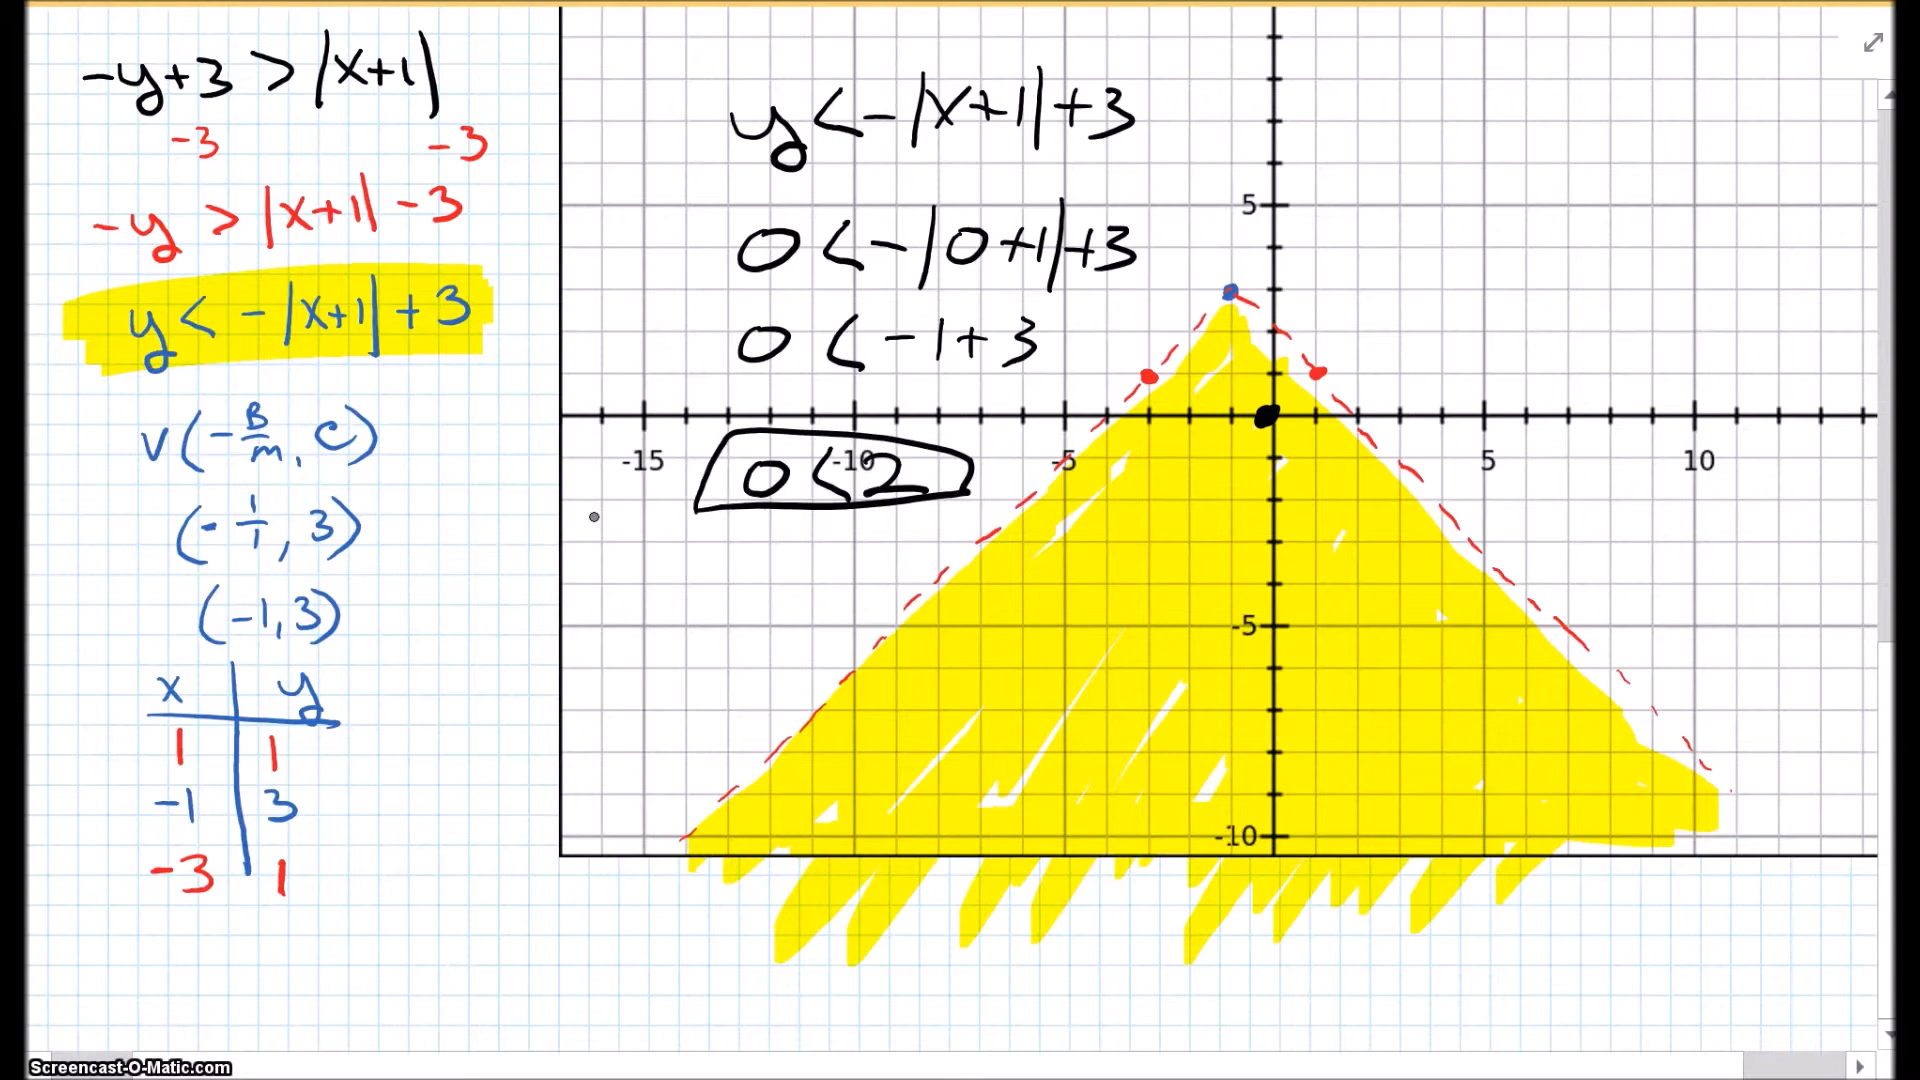 -y+3 > |x+1|
-3 -3
-y > |x+1| -3
y < -|x+1| + 3
V(-B/m, C)
(-1/1, 3)
(-1, 3)
x y
1 1
-1 3
-3 1
y < -|x+1| +3
0 < -|0+1| +3
0 < -1+3
0 < 2
5
-15 -10 -5 5 10
-5
-10
Screencast-O-Matic.com